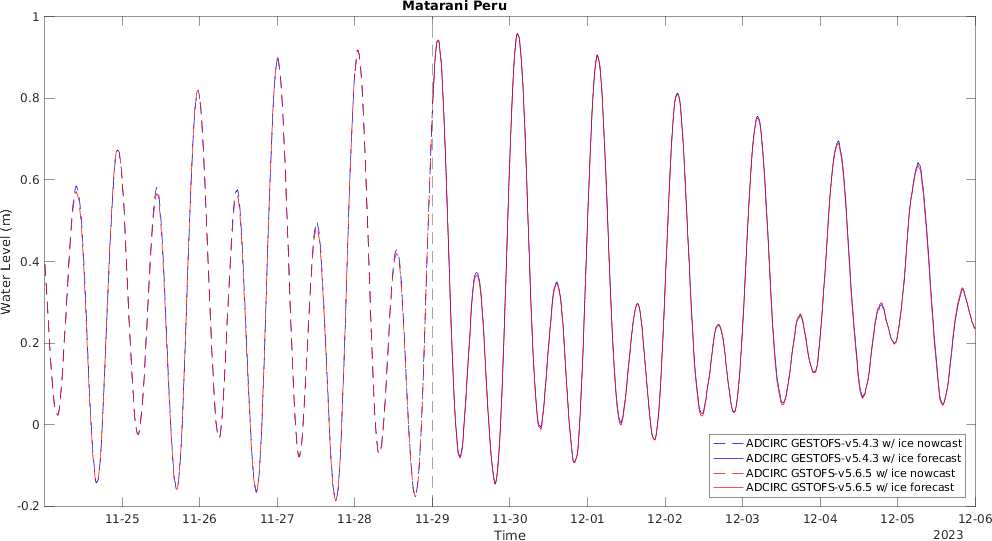 Matarani Peru
Water Level (m)
1
0.8
0.6
0.4
0.2
0
-0.2
11-25 11-26 11-27 11-28 11-29 11-30 12-01 12-02 12-03 12-04 12-05 12-06
Time
2023
ADCIRC GESTOFS-v5.4.3 w/ ice nowcast
ADCIRC GESTOFS-v5.4.3 w/ ice forecast
ADCIRC GSTOFS-v5.6.5 w/ ice nowcast
ADCIRC GSTOFS-v5.6.5 w/ ice forecast